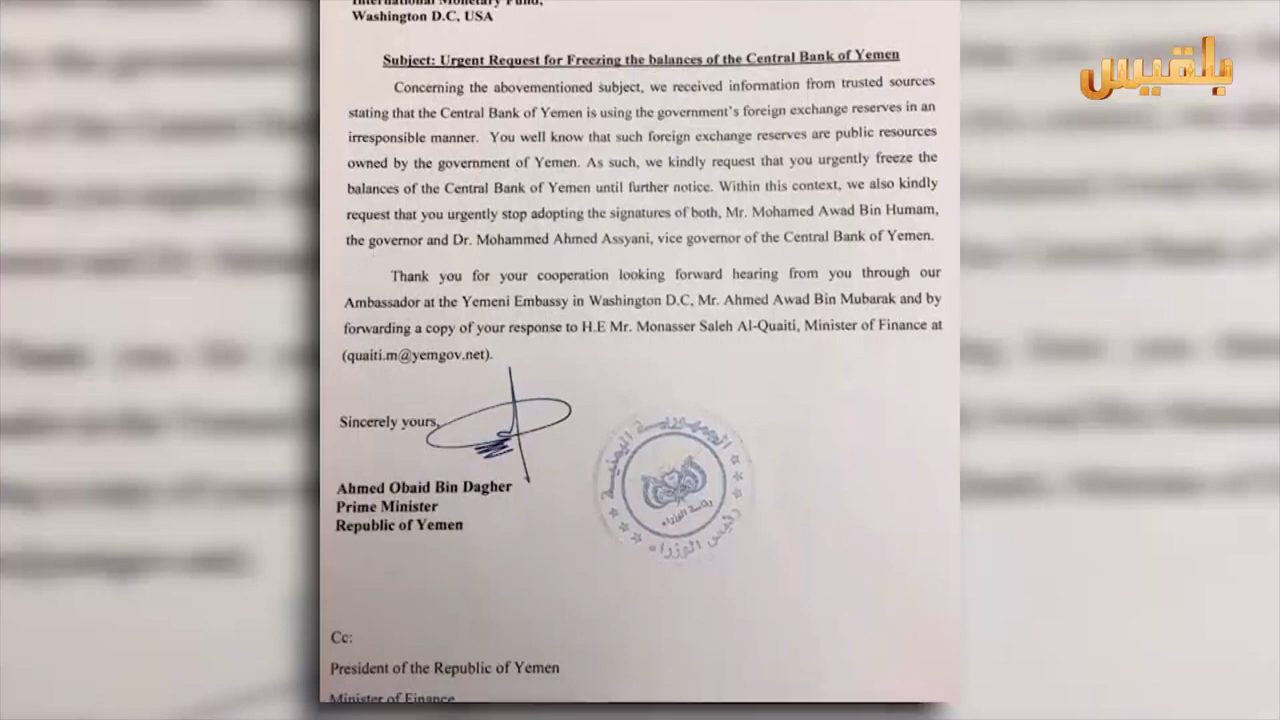 International Monetary Fund,
Washington D.C, USA
بلقيس
Subject: Urgent Request for Freezing the balances of the Central Bank of Yemen
Concerning the abovementioned subject, we received information from trusted sources
stating that the Central Bank of Yemen is using the government's foreign exchange reserves in an
irresponsible manner. You well know that such foreign exchange reserves are public resources
owned by the government of Yemen. As such, we kindly request that you urgently freeze the
balances of the Central Bank of Yemen until further notice. Within this context, we also kindly
request that you urgently stop adopting the signatures of both, Mr. Mohamed Awad Bin Humam,
the governor and Dr. Mohammed Ahmed Assyani, vice governor of the Central Bank of Yemen.
Thank you for your cooperation looking forward hearing from you through our
Ambassador at the Yemeni Embassy in Washington D.C, Mr. Ahmed Awad Bin Mubarak and by
forwarding a copy of your response to H.E Mr. Monasser Saleh Al-Quaiti, Minister of Finance at
(quaiti.m@yemgov.net).
Sincerely yours,
الجمهورية اليمنية
رئاسة الوزراء
رئيس الوزراء
Ahmed Obaid Bin Dagher
Prime Minister
Republic of Yemen
Cc:
President of the Republic of Yemen
Minister of Finance